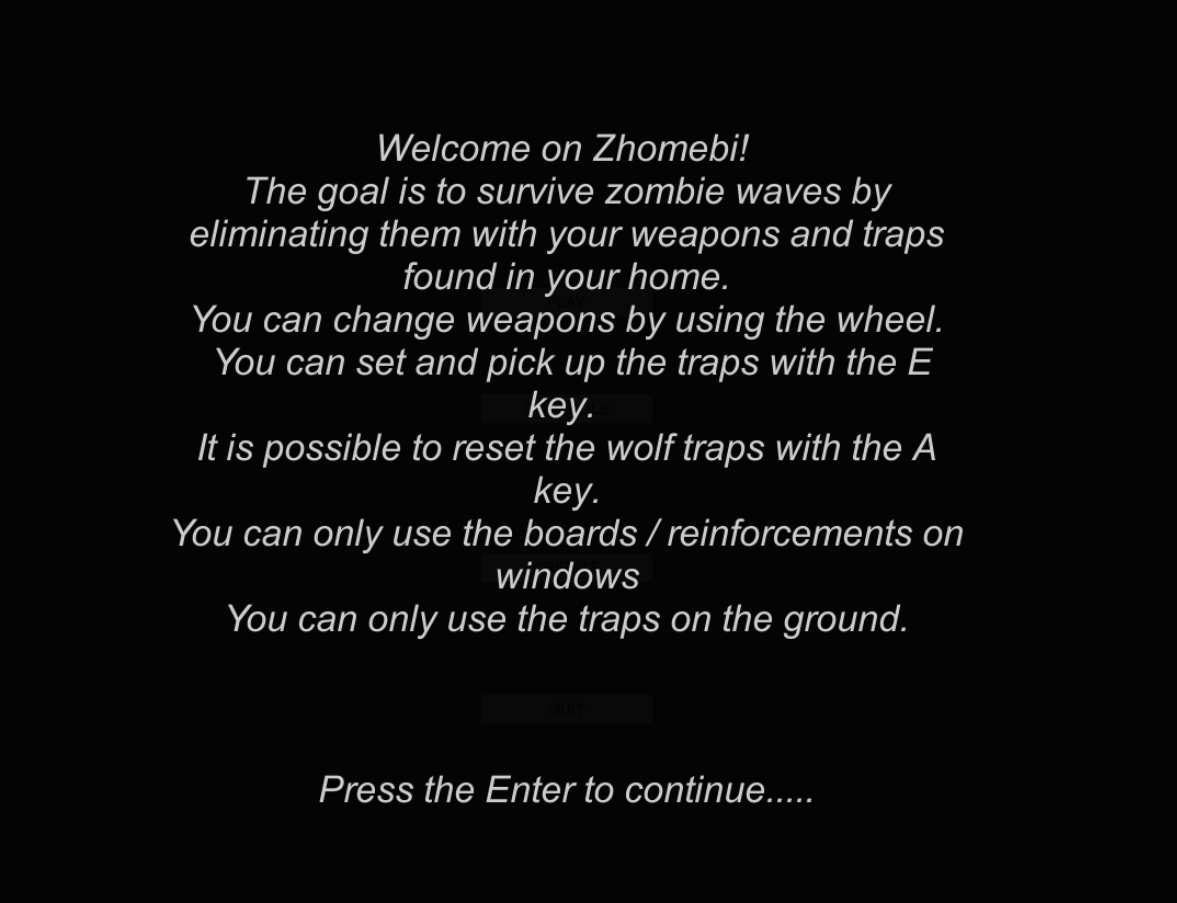 Welcome on Zhomebi!
The goal is to survive zombie waves by
eliminating them with your weapons and traps
found in your home.
PLAY
You can change weapons by using the wheel.
You can set and pick up the traps with the E
key.
It is possible to reset the wolf traps with the A
key.
You can only use the boards / reinforcements on
windows
You can only use the traps on the ground.
QUIT
Press the Enter to continue.....